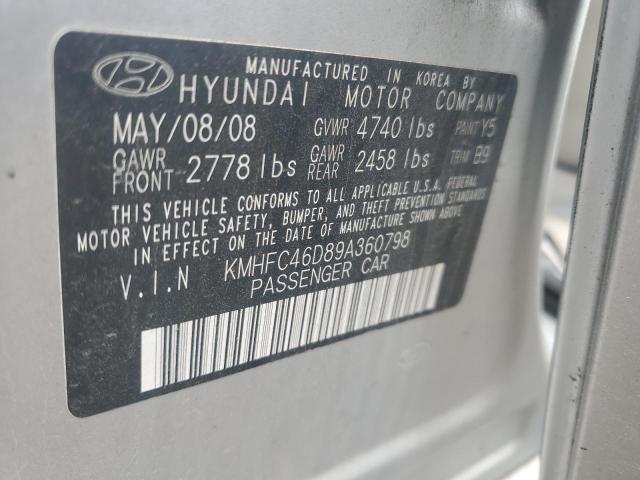 MANUFACTURED IN KOREA BY
HYUNDAI MOTOR COMPANY
MAY/08/08 GVWR 4740 lbs PAINT Y5
GAWR FRONT 2778 lbs GAWR REAR 2458 lbs TRIM B9
THIS VEHICLE CONFORMS TO ALL APPLICABLE U.S.A. FEDERAL
MOTOR VEHICLE SAFETY, BUMPER, AND THEFT PREVENTION STANDARDS
IN EFFECT ON THE DATE OF MANUFACTURE SHOWN ABOVE.
V.I.N KMHFC46D89A360798
PASSENGER CAR